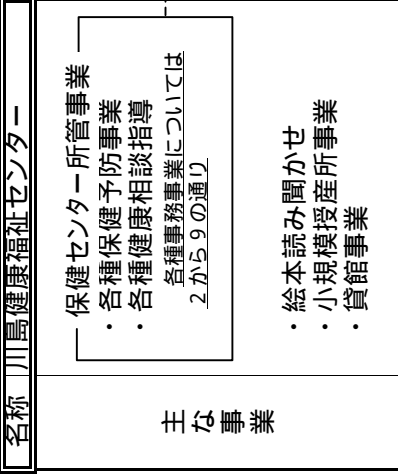 名称 川島健康福祉センター
主な事業
保健センター所管事業
・各種保健予防事業
・各種健康相談指導
各種事務事業については
2から9の通り
・絵本読み聞かせ
・小規模授産所事業
・貸館事業